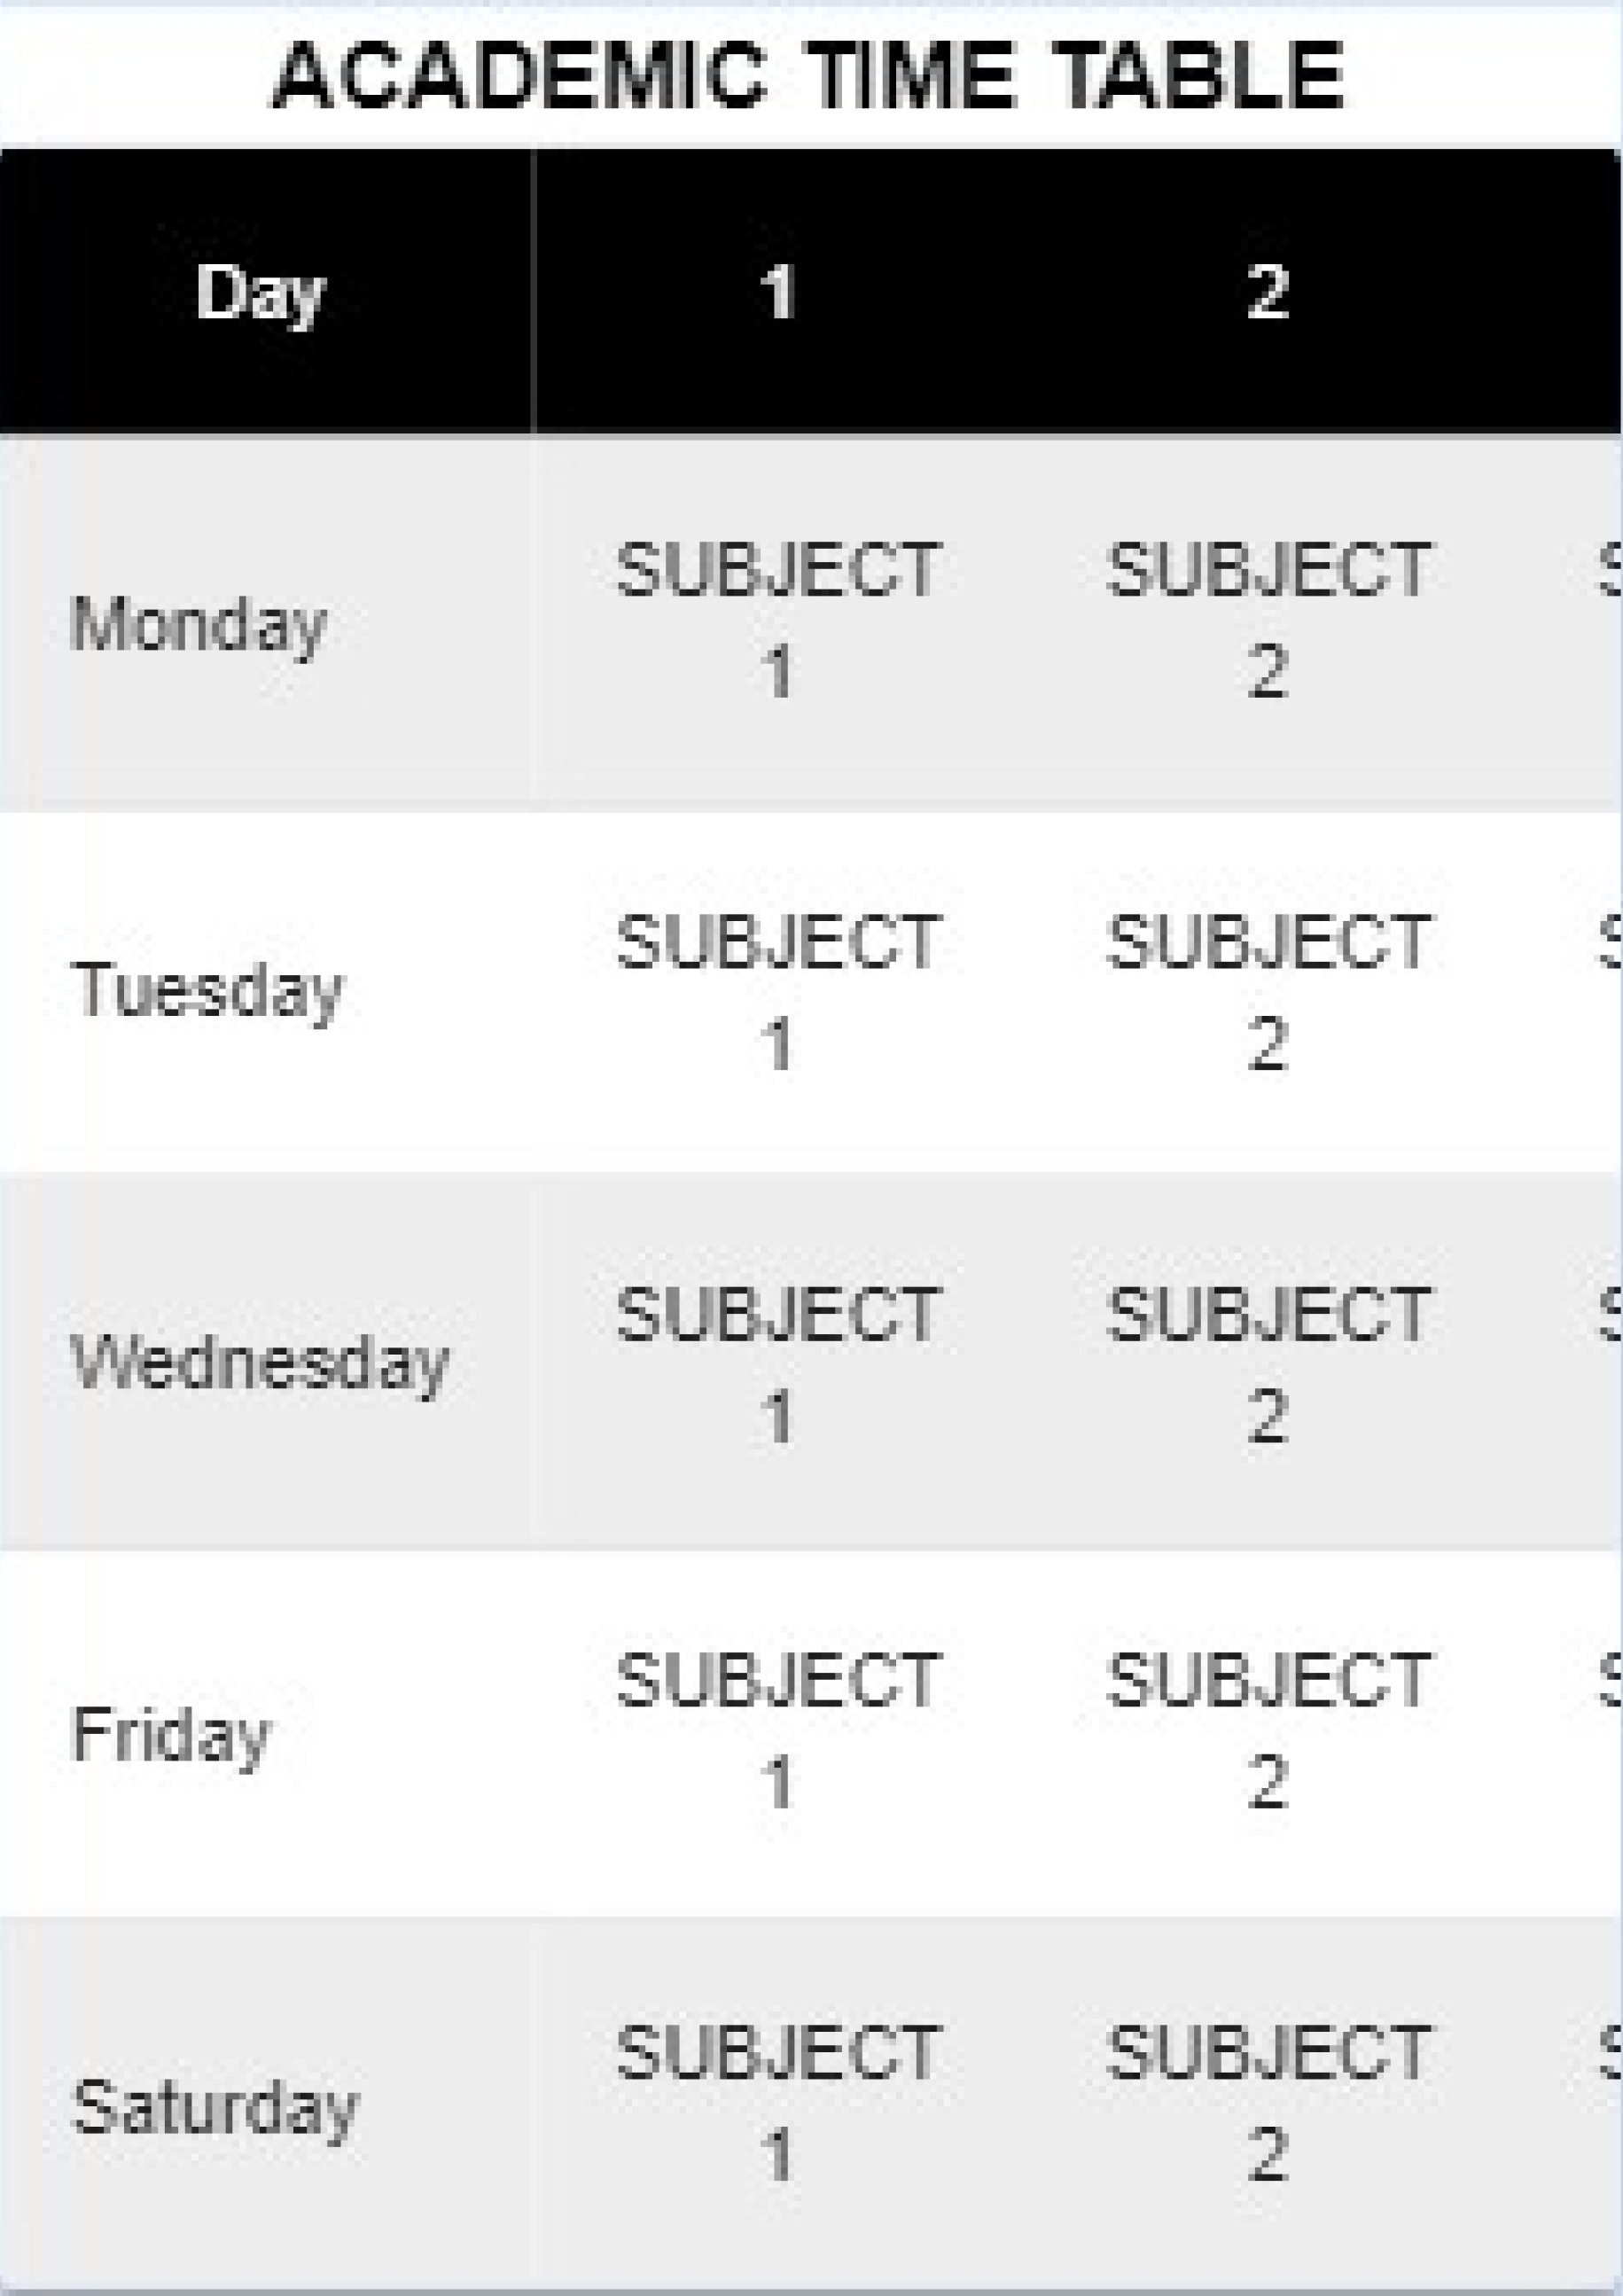 ACADEMIC TIME TABLE
Day 1 2
Monday SUBJECT 1 SUBJECT 2
Tuesday SUBJECT 1 SUBJECT 2
Wednesday SUBJECT 1 SUBJECT 2
Friday SUBJECT 1 SUBJECT 2
Saturday SUBJECT 1 SUBJECT 2